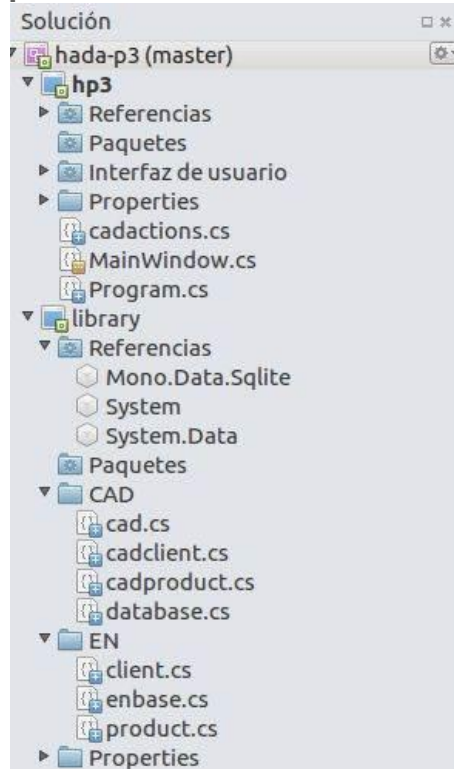 Solución
hada-p3 (master)
hp3
Referencias
Paquetes
Interfaz de usuario
Properties
cadactions.cs
MainWindow.cs
Program.cs
library
Referencias
Mono.Data.Sqlite
System
System.Data
Paquetes
CAD
cad.cs
cadclient.cs
cadproduct.cs
database.cs
EN
client.cs
enbase.cs
product.cs
Properties